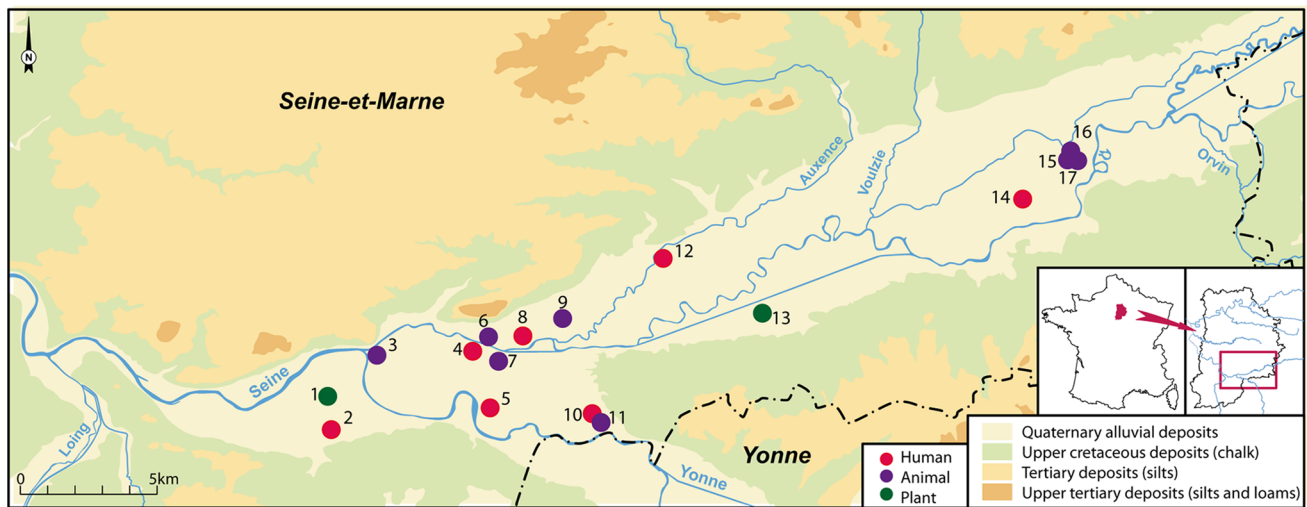 N
Seine-et-Marne
Auxence
Voulzie
Orvin
16
15
17
14
12
9
8
6
13
3
4
7
1
2
5
10
11
Seine
Loing
Yonne
Yonne
0
5km
Human
Animal
Plant
Quaternary alluvial deposits
Upper cretaceous deposits (chalk)
Tertiary deposits (silts)
Upper tertiary deposits (silts and loams)